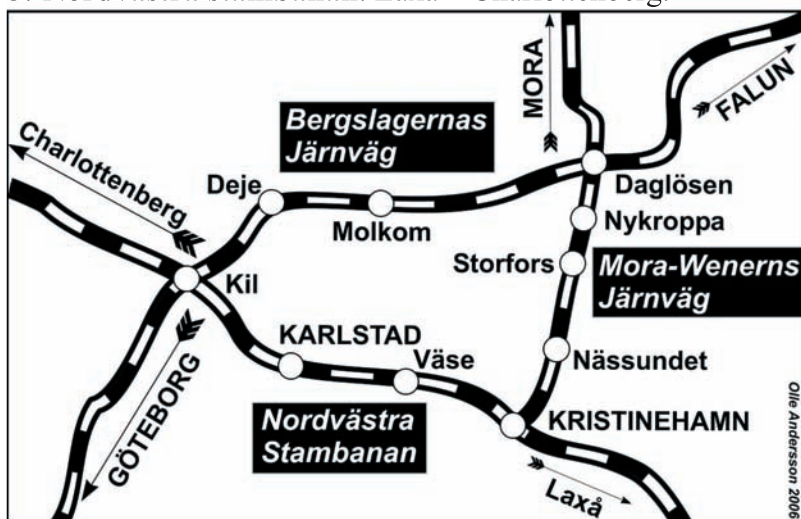 MORA
FALUN
Charlottenberg
Bergslagernas
Järnväg
Deje
Molkom
Daglösen
Nykroppa
Storfors
Mora-Wenerns
Järnväg
Kil
KARLSTAD
Väse
Nässundet
GÖTEBORG
Nordvästra
Stambanan
KRISTINEHAMN
Laxå
Olle Andersson 2006